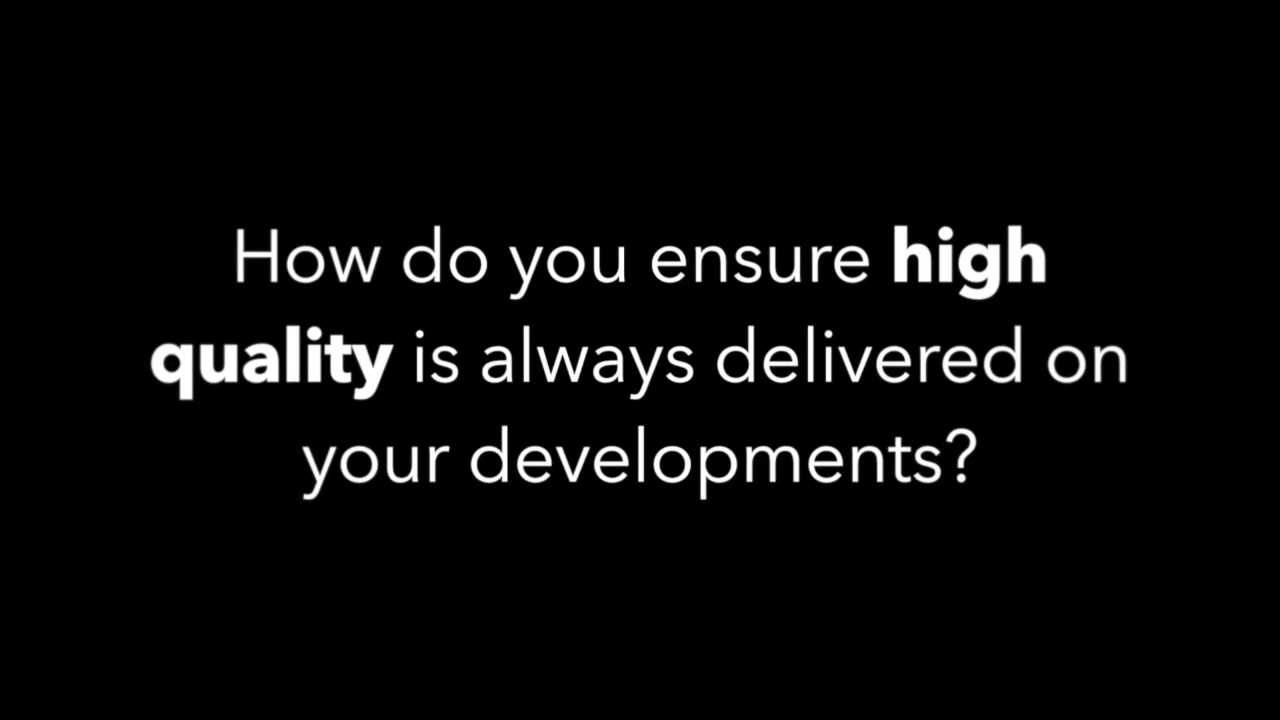 How do you ensure high
quality is always delivered on
your developments?